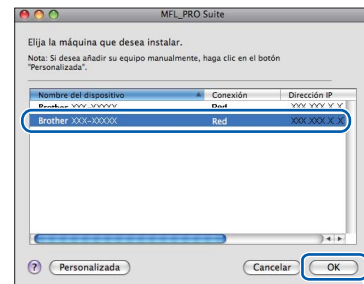 MFL_PRO Suite
Elija la máquina que desea instalar.
Nota: Si desea añadir su equipo manualmente, haga clic en el botón
"Personalizada".
Nombre del dispositivo Conexión Dirección IP
Brother XXX-XXXXX Red XXX.XXX.X.X
Brother XXX-XXXXX Red XXX.XXX.X.X
? Personalizada Cancelar OK